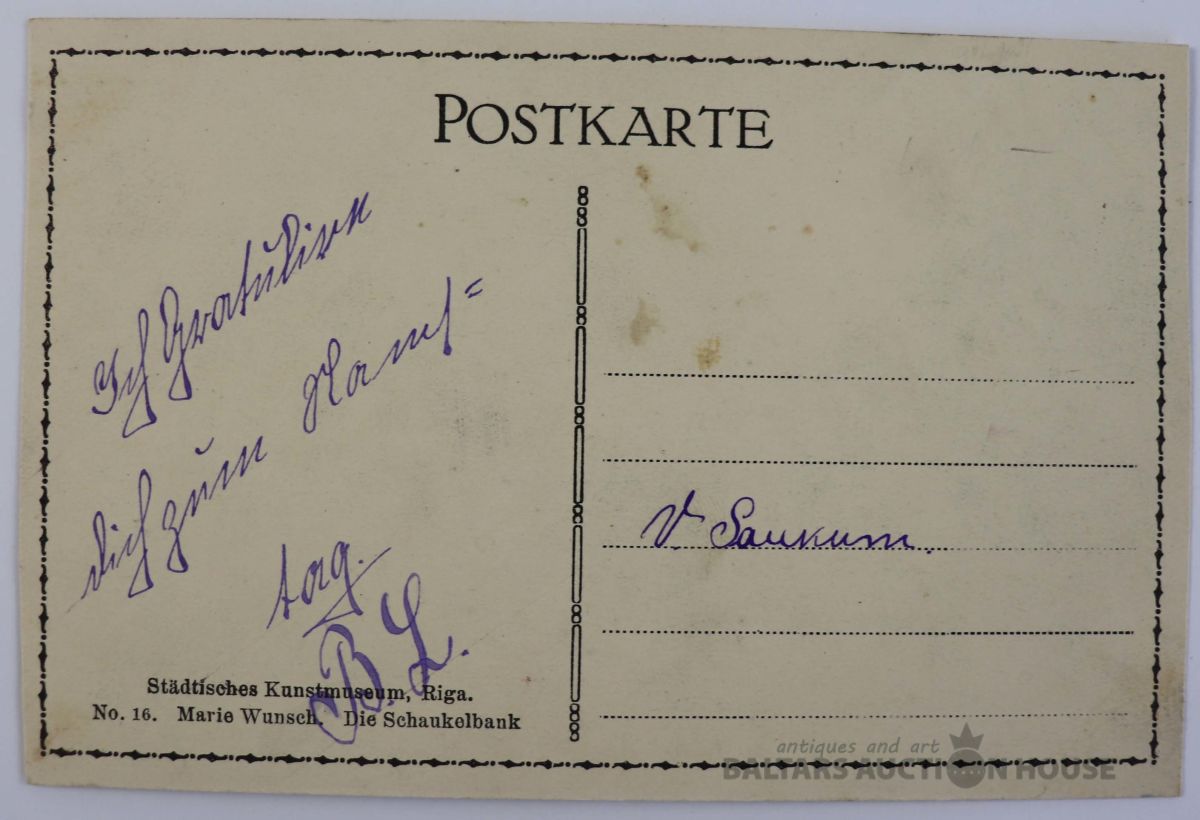 POSTKARTE
Ich Gratuliere
Dich zum Nams=
tag.
B. L.
V. Saukum.
Städtisches Kunstmuseum, Riga.
No. 16. Marie Wunsch. Die Schaukelbank
antiques and art
BALTARS AUCTION HOUSE